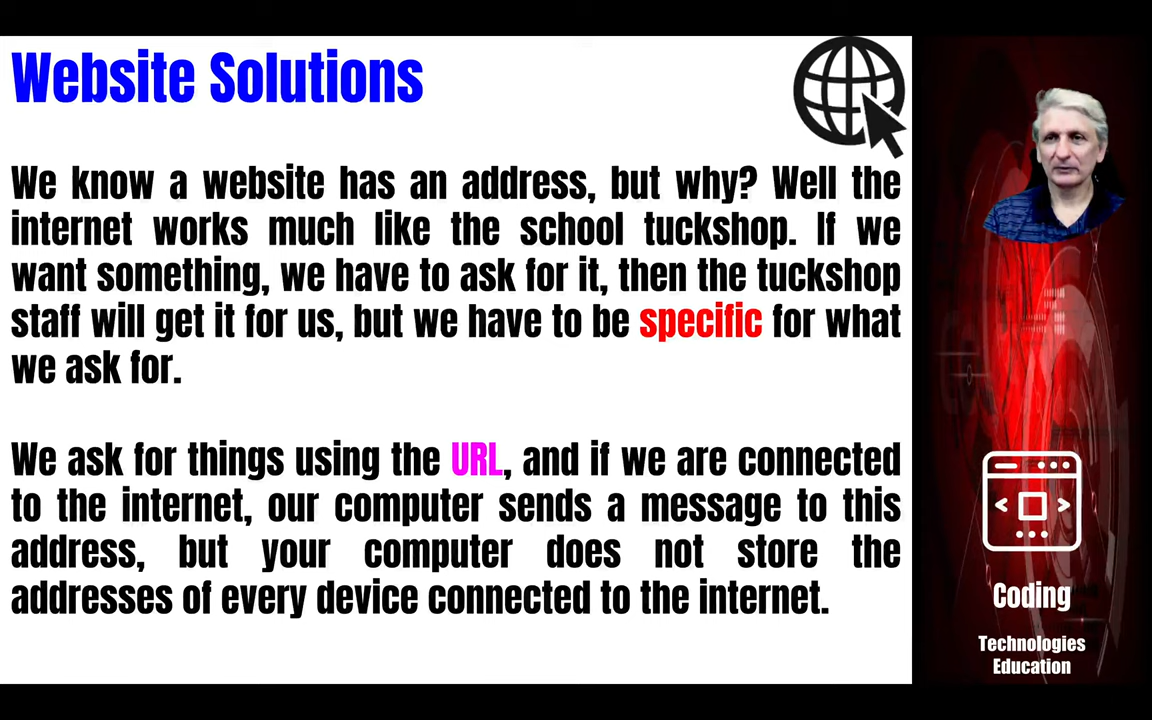 Website Solutions
We know a website has an address, but why? Well the
internet works much like the school tuckshop. If we
want something, we have to ask for it, then the tuckshop
staff will get it for us, but we have to be specific for what
we ask for.
We ask for things using the URL, and if we are connected
to the internet, our computer sends a message to this
address, but your computer does not store the
addresses of every device connected to the internet.
Coding
Technologies
Education